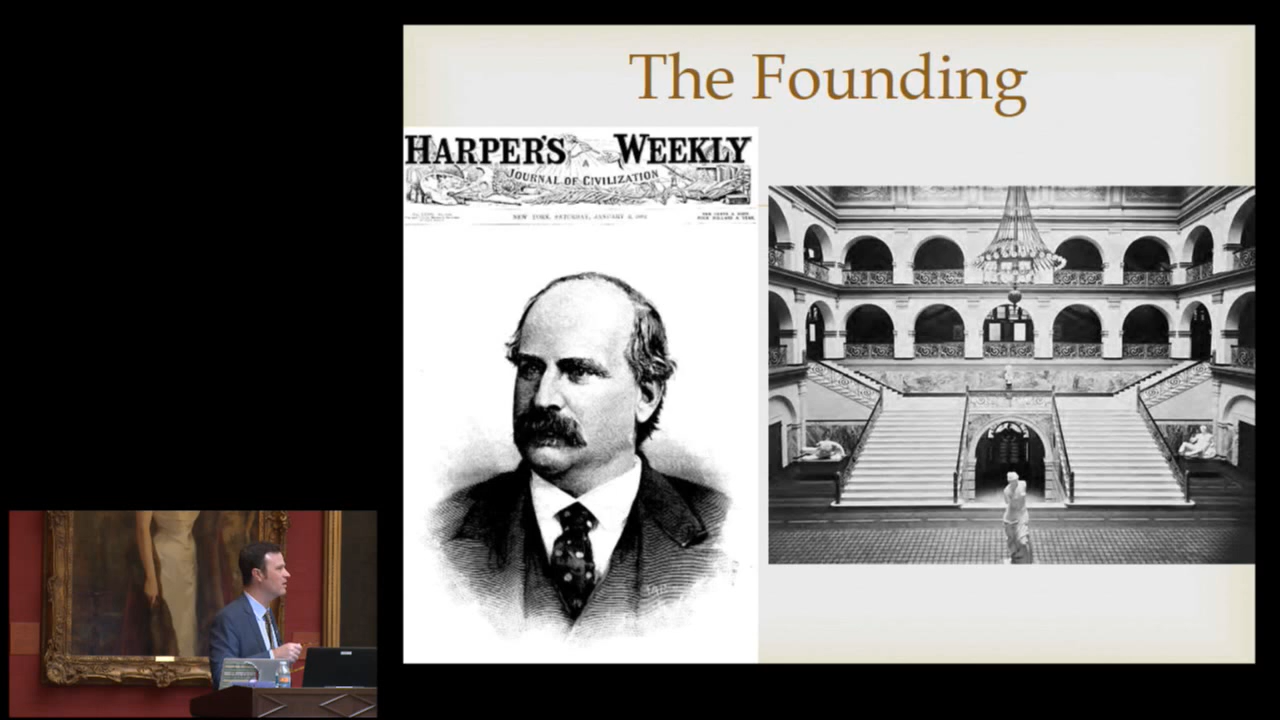 The Founding
HARPER'S WEEKLY
A
JOURNAL OF CIVILIZATION
NEW YORK, SATURDAY, JANUARY